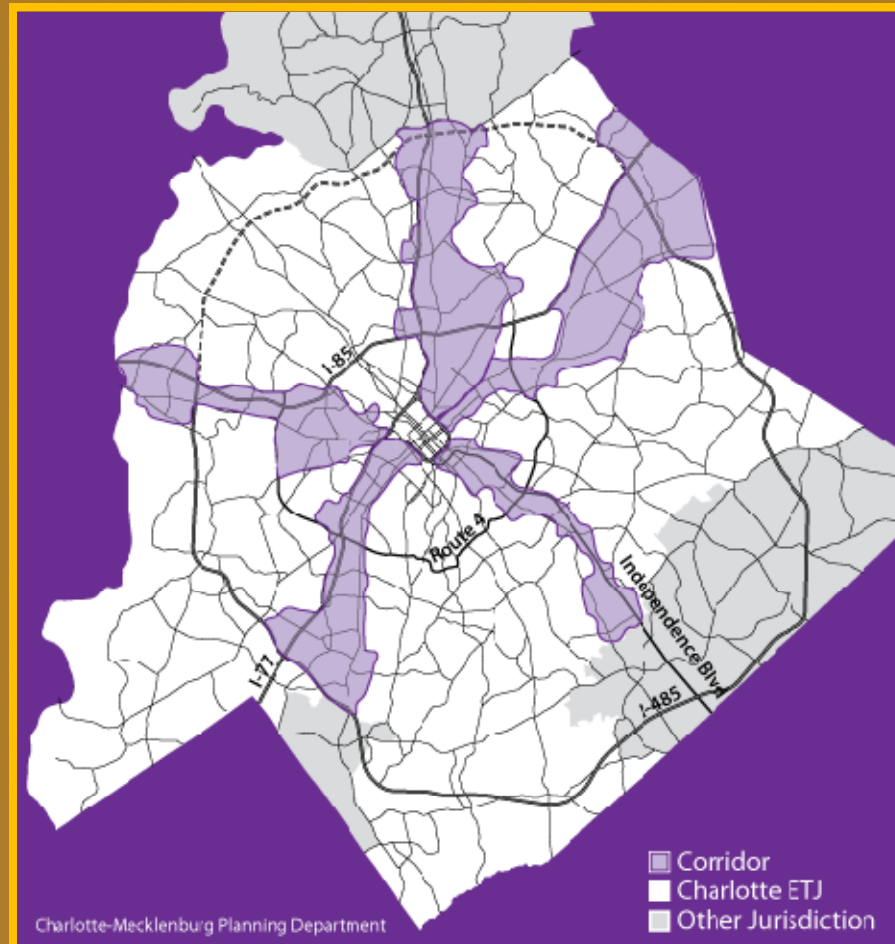 I-85
Route 4
Independence Blvd
I-77
I-485
Corridor
Charlotte ETJ
Other Jurisdiction
Charlotte-Mecklenburg Planning Department